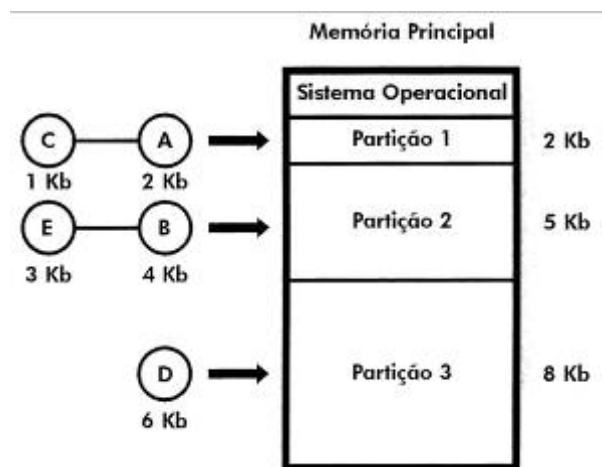 Memória Principal
Sistema Operacional
C A Partição 1 2 Kb
1 Kb 2 Kb
E B Partição 2 5 Kb
3 Kb 4 Kb
D Partição 3 8 Kb
6 Kb